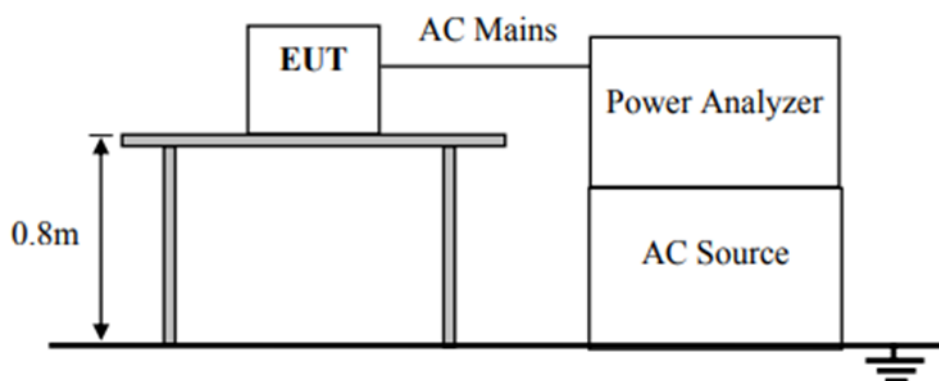 AC Mains
EUT
Power Analyzer
0.8m
AC Source